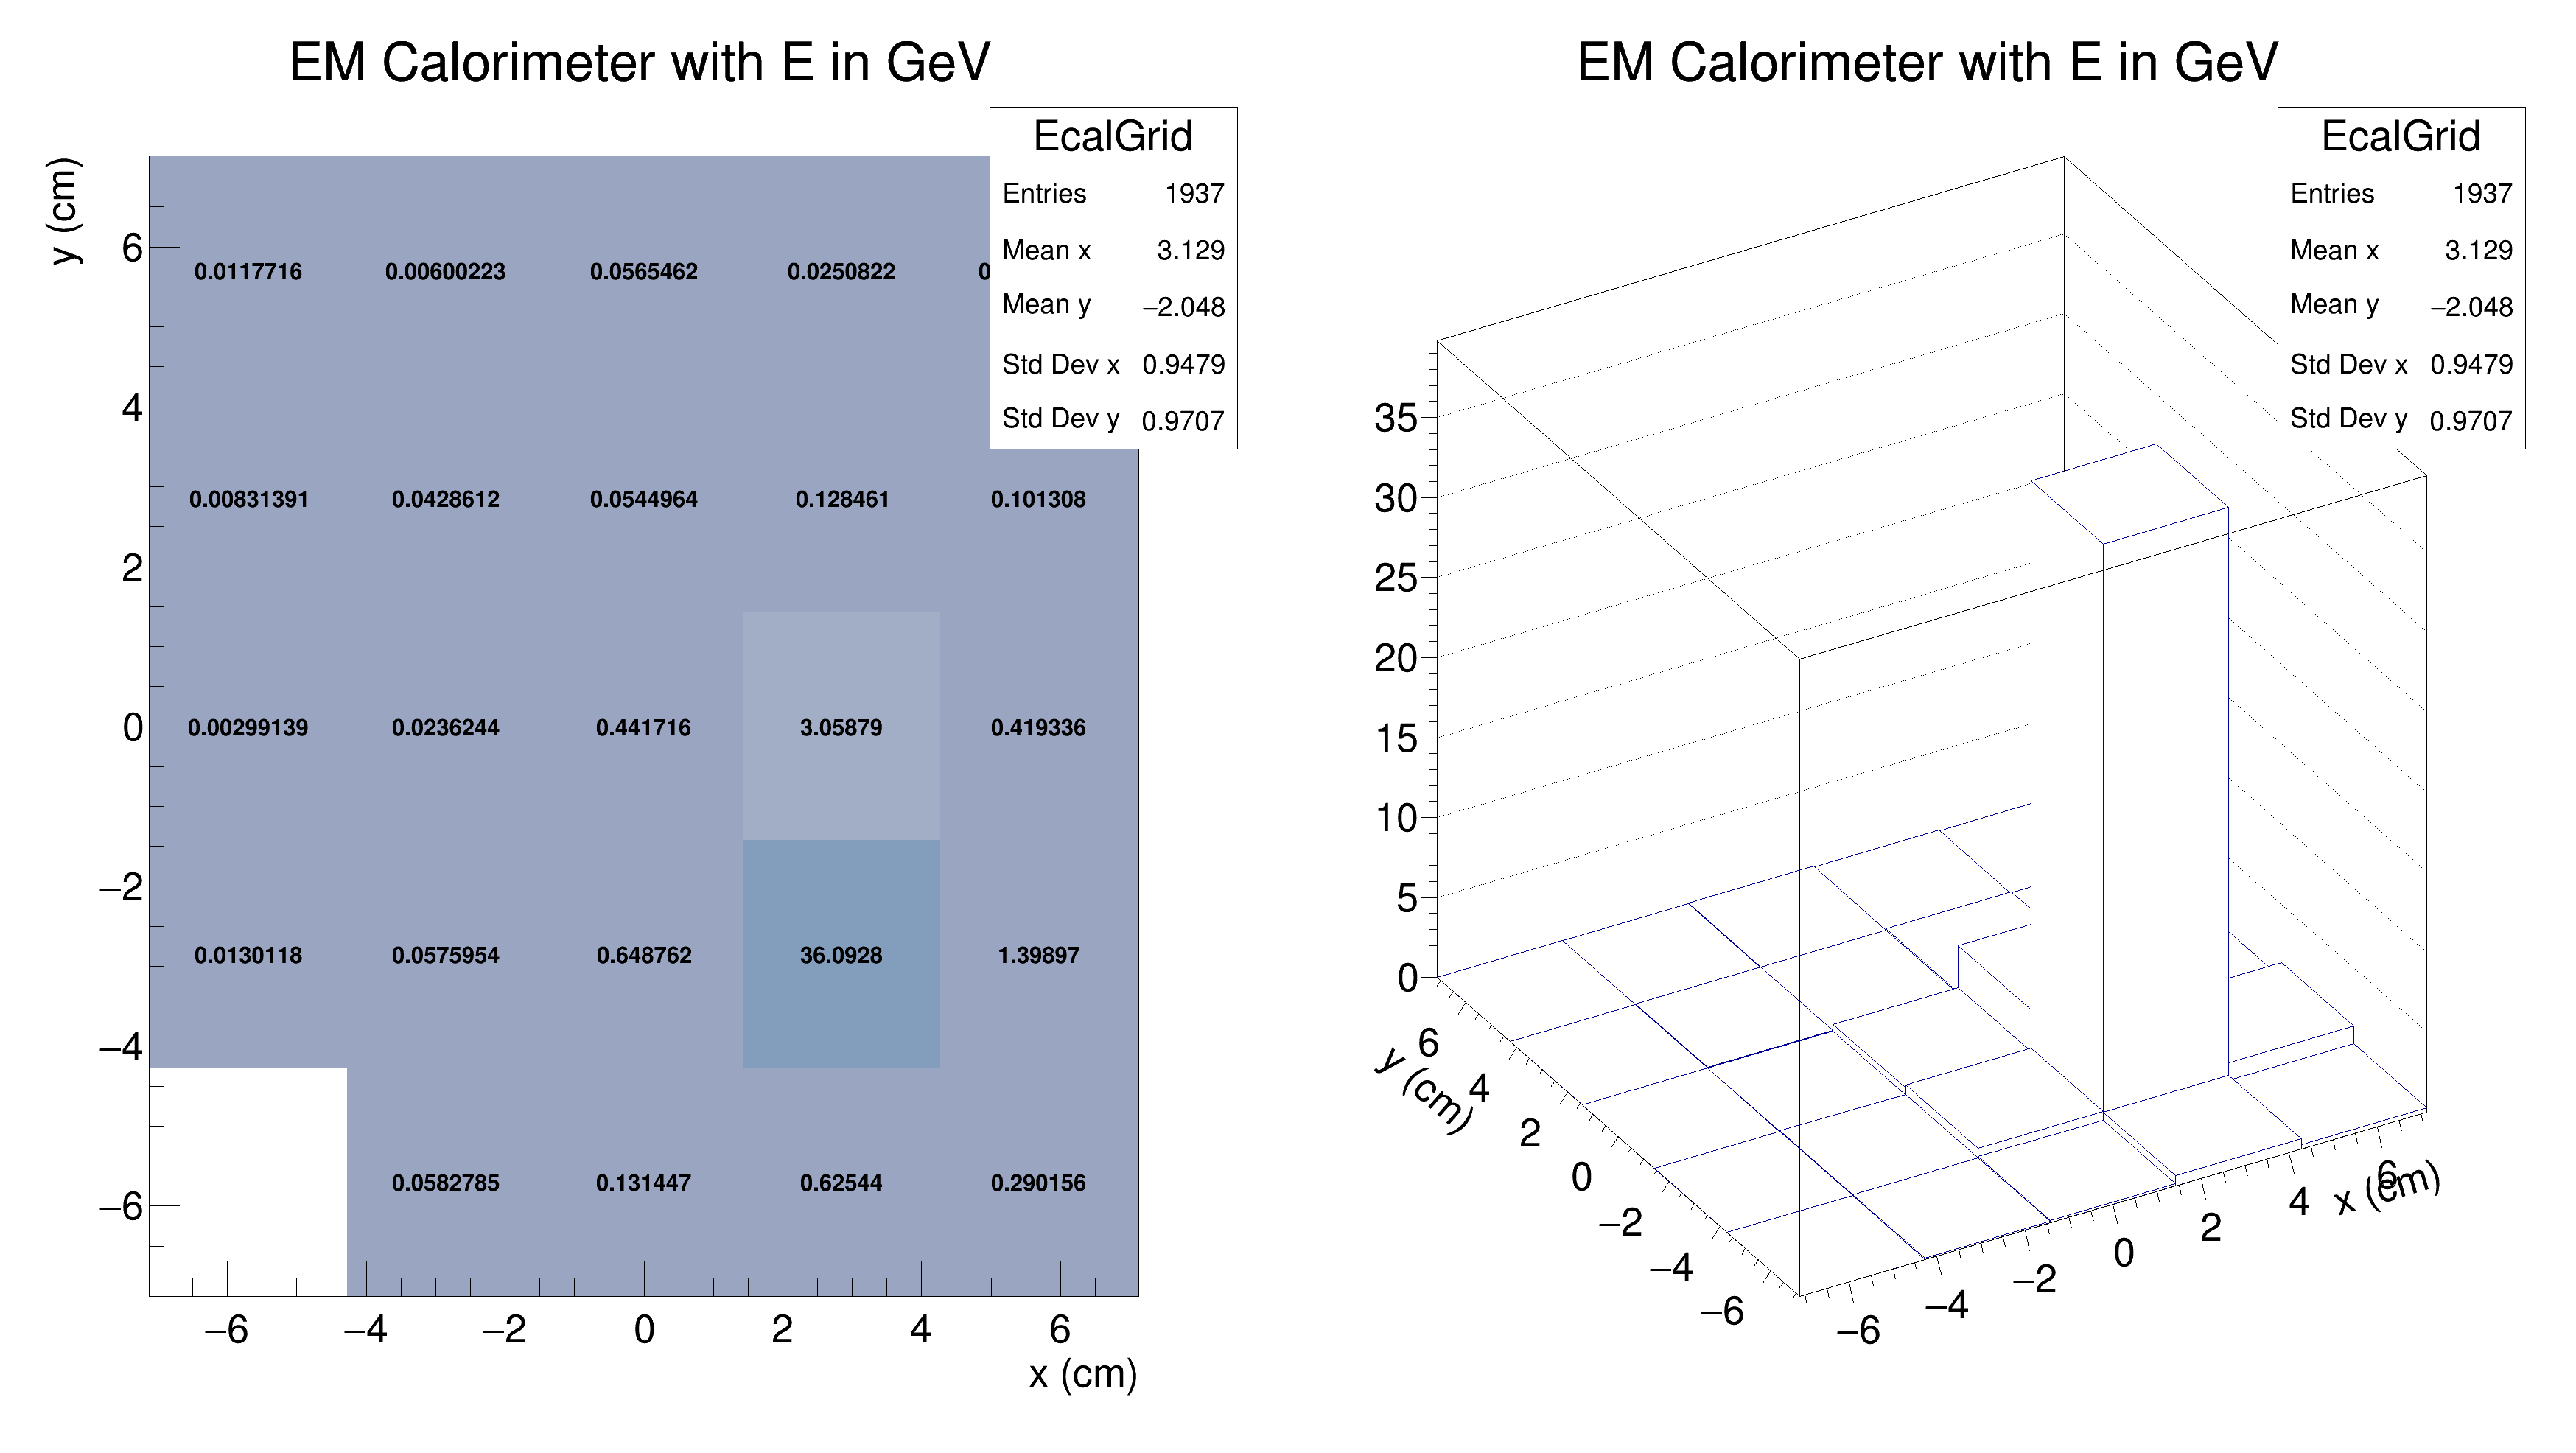 EM Calorimeter with E in GeV
EcalGrid
Entries 1937
Mean x 3.129
Mean y −2.048
Std Dev x 0.9479
Std Dev y 0.9707
y (cm)
6
4
2
0
−2
−4
−6
0.0117716 0.00600223 0.0565462 0.0250822
0.00831391 0.0428612 0.0544964 0.128461 0.101308
0.00299139 0.0236244 0.441716 3.05879 0.419336
0.0130118 0.0575954 0.648762 36.0928 1.39897
0.0582785 0.131447 0.62544 0.290156
−6 −4 −2 0 2 4 6
x (cm)
EM Calorimeter with E in GeV
EcalGrid
Entries 1937
Mean x 3.129
Mean y −2.048
Std Dev x 0.9479
Std Dev y 0.9707
35
30
25
20
15
10
5
0
6
4
2
0
−2
−4
−6
y (cm)
−6
−4
−2
0
2
4
6
x (cm)